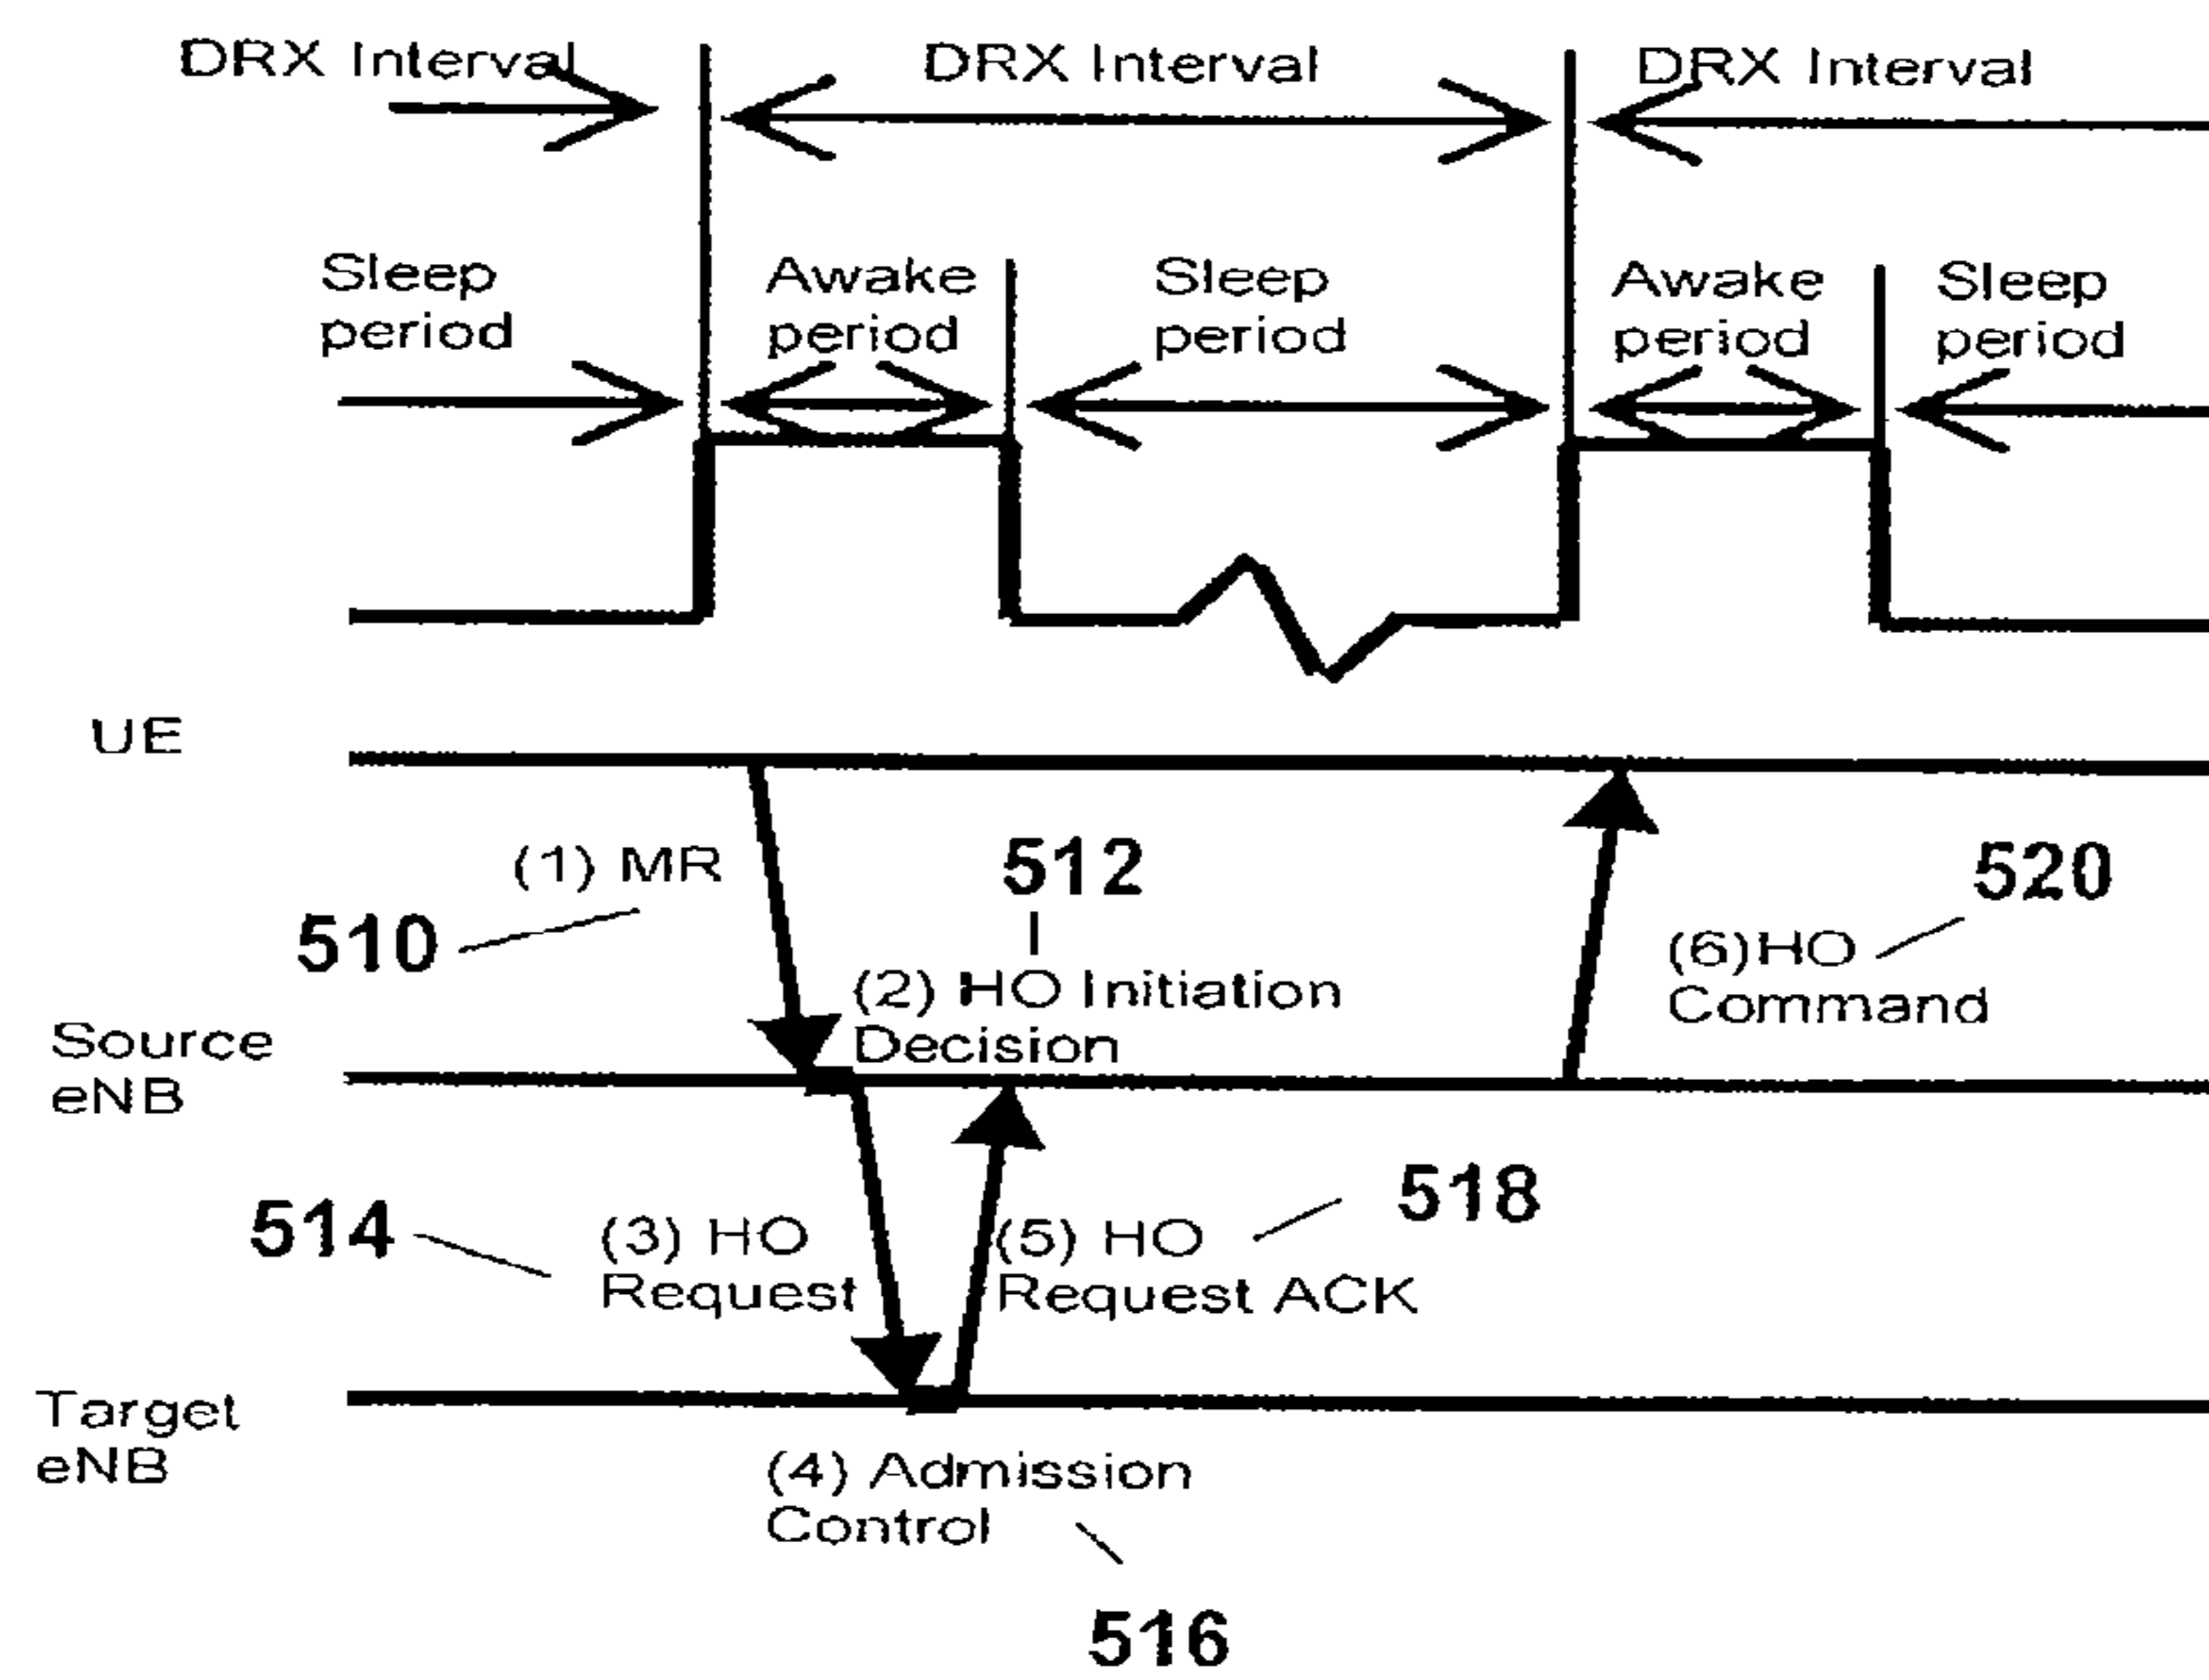 DRX Interval
DRX Interval
DRX Interval
Sleep
period
Awake
period
Sleep
period
Awake
period
Sleep
period
UE
(1) MR
510
512
(2) HO Initiation
Decision
520
(6)HO
Command
Source
eNB
514
(3) HO
Request
(5) HO
Request ACK
518
Target
eNB
(4) Admission
Control
516